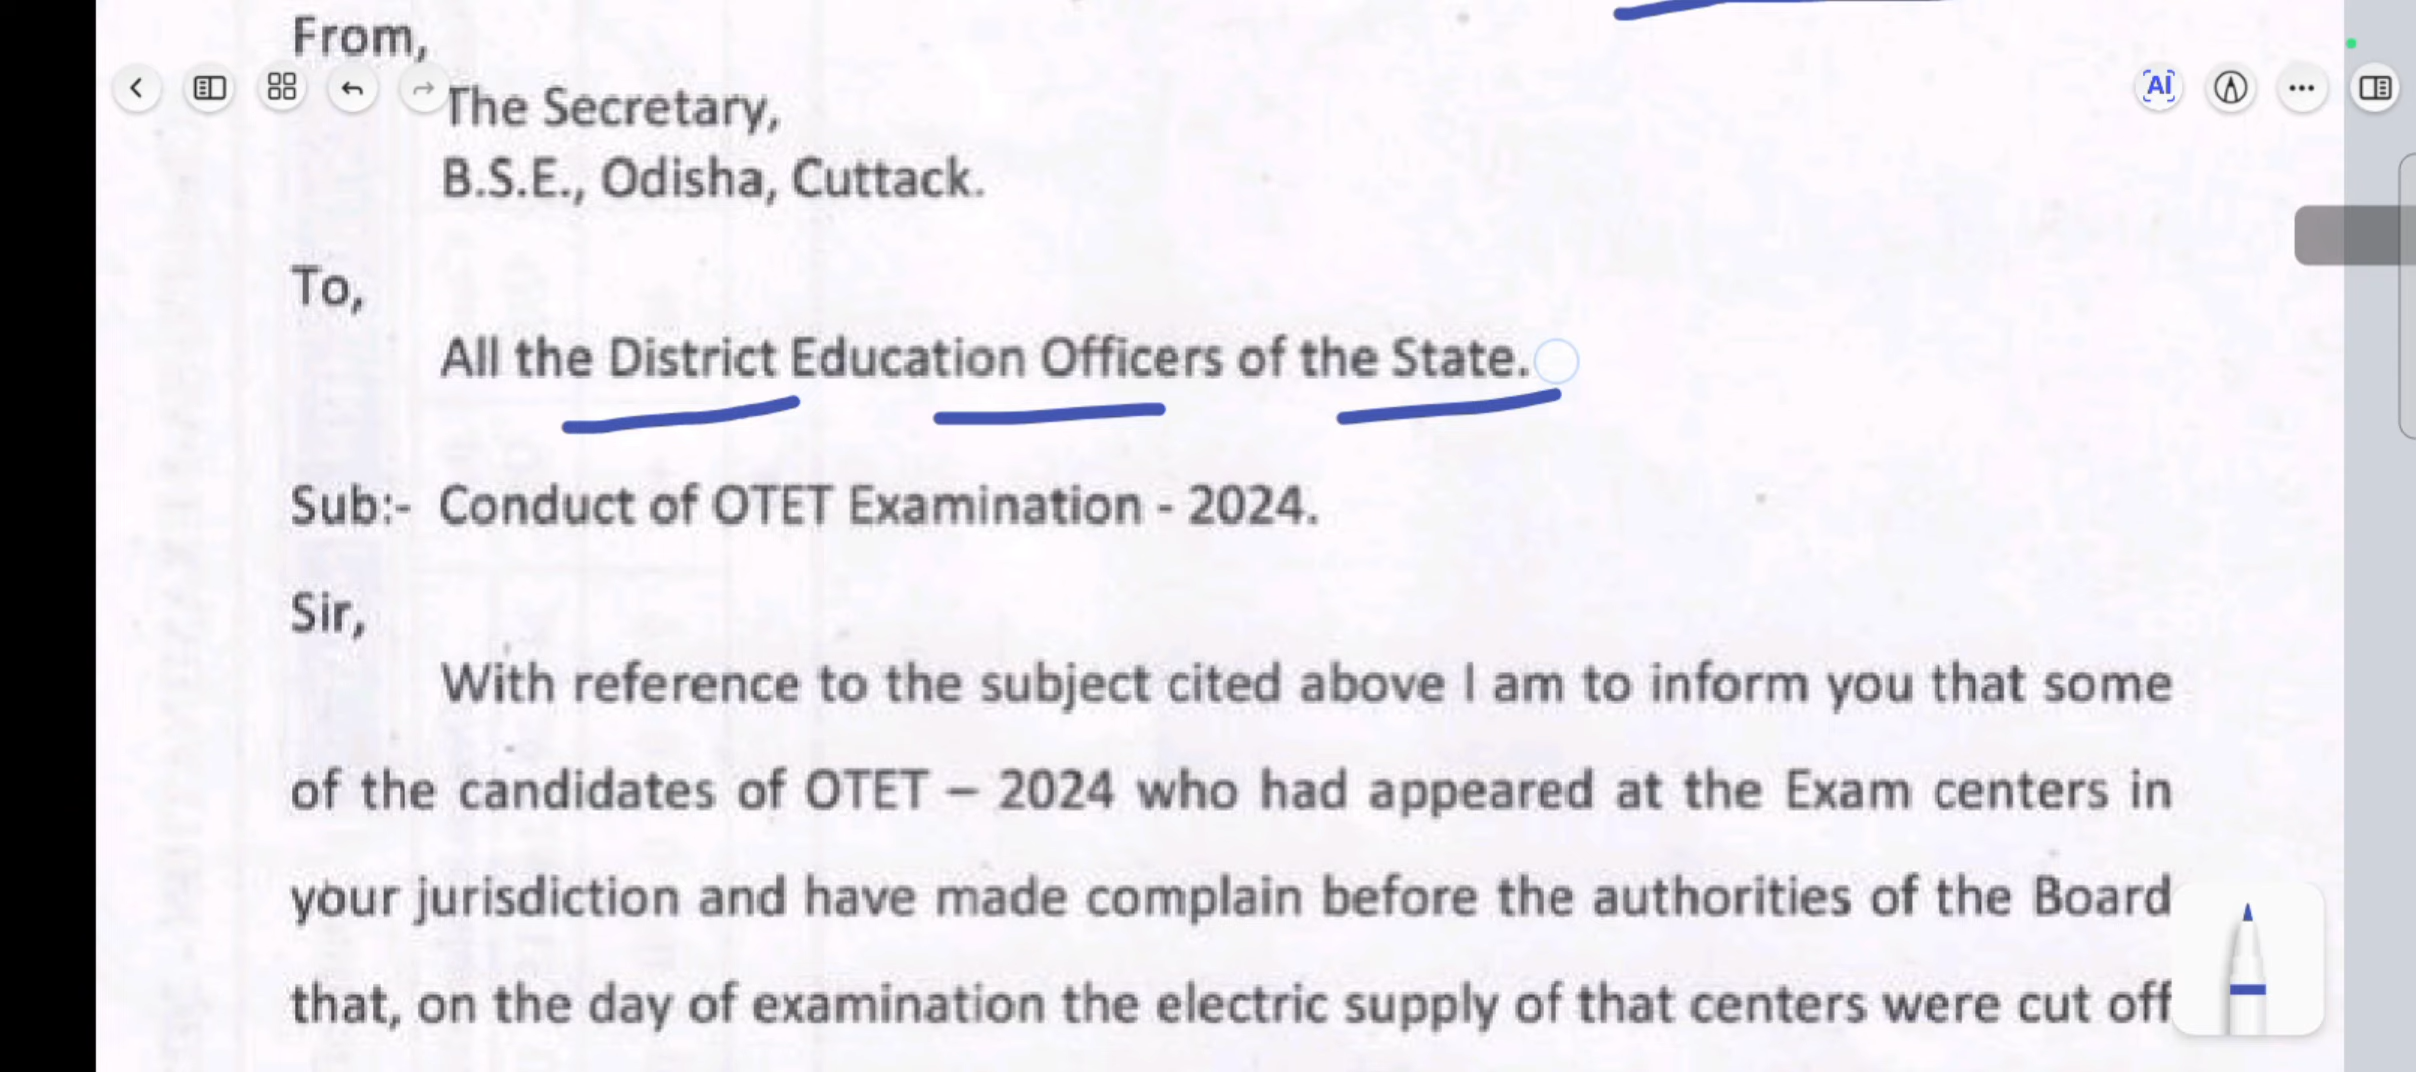 From,
The Secretary,
B.S.E., Odisha, Cuttack.
To,
All the District Education Officers of the State.
Sub:- Conduct of OTET Examination - 2024.
Sir,
With reference to the subject cited above I am to inform you that some
of the candidates of OTET – 2024 who had appeared at the Exam centers in
your jurisdiction and have made complain before the authorities of the Board
that, on the day of examination the electric supply of that centers were cut off
AI